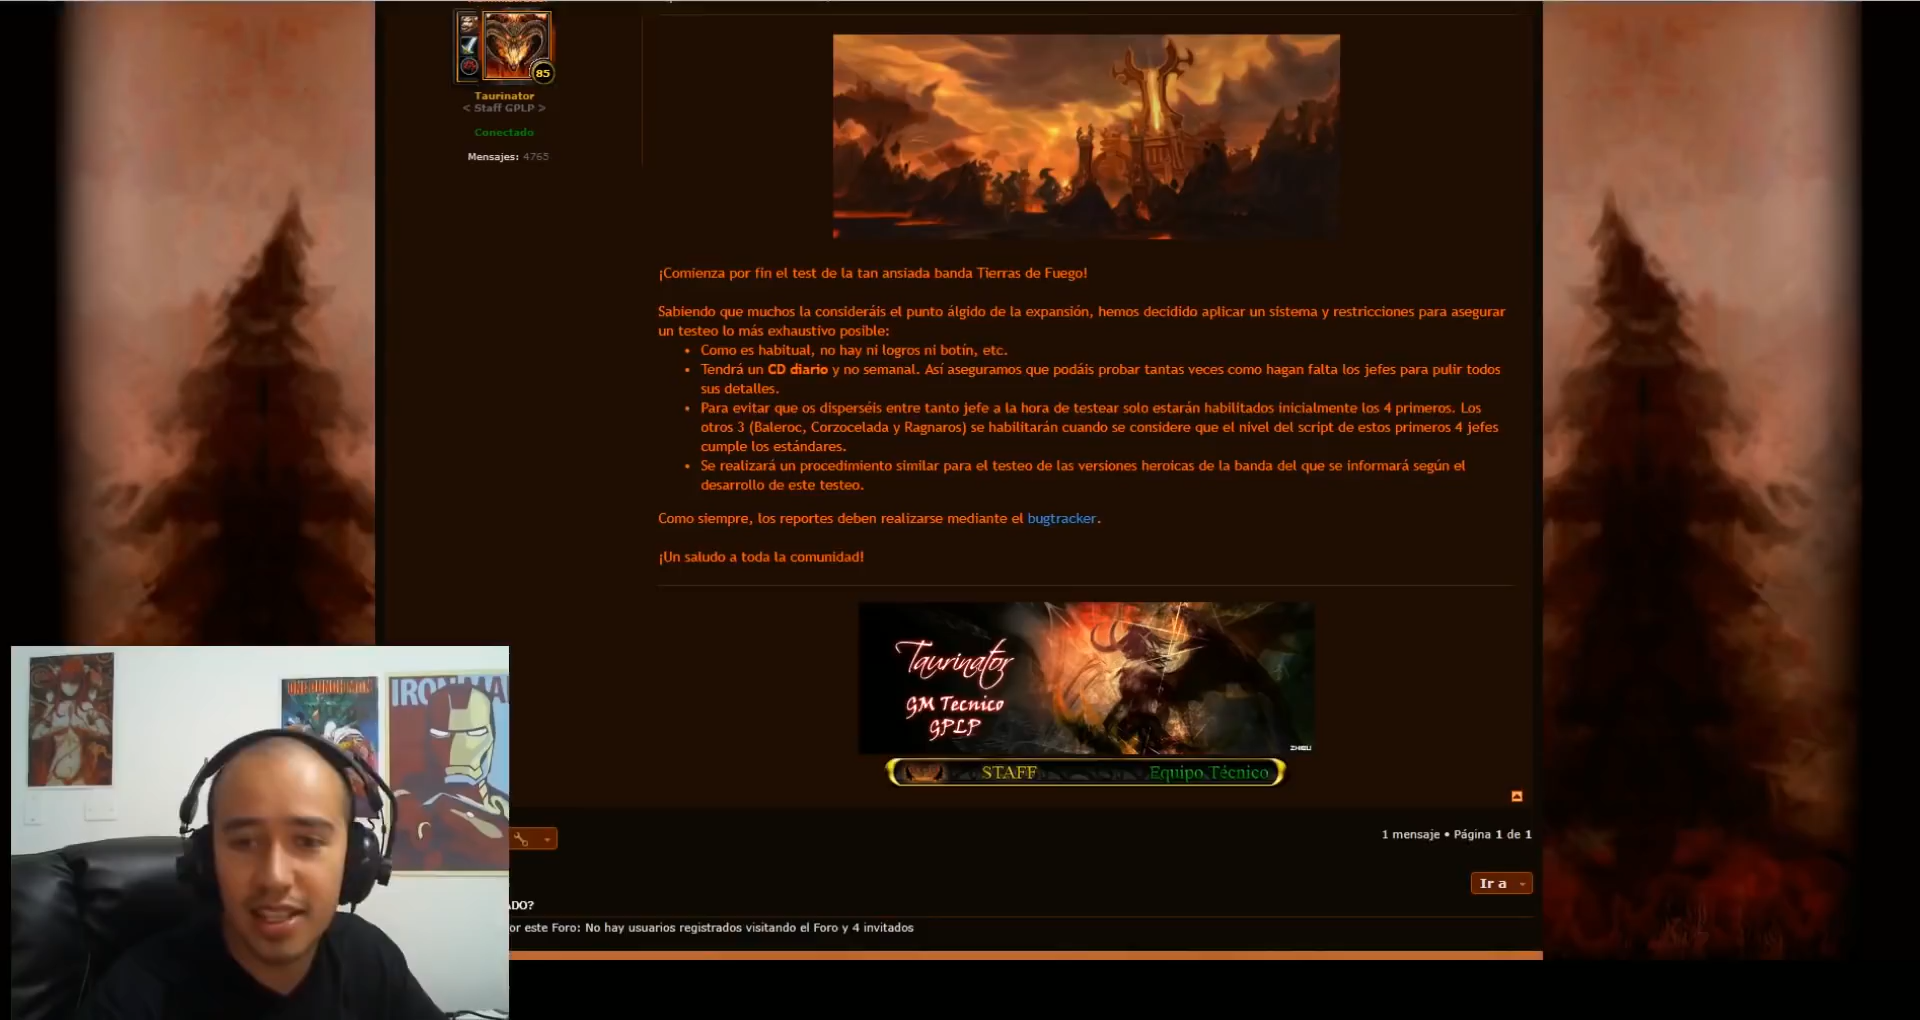 85
Taurinator
< Staff GPLP >
Conectado
Mensajes: 4765
¡Comienza por fin el test de la tan ansiada banda Tierras de Fuego!
Sabiendo que muchos la consideráis el punto álgido de la expansión, hemos decidido aplicar un sistema y restricciones para asegurar
un testeo lo más exhaustivo posible:
• Como es habitual, no hay ni logros ni botín, etc.
• Tendrá un CD diario y no semanal. Así aseguramos que podáis probar tantas veces como hagan falta los jefes para pulir todos
sus detalles.
• Para evitar que os disperséis entre tanto jefe a la hora de testear solo estarán habilitados inicialmente los 4 primeros. Los
otros 3 (Baleroc, Corzocelada y Ragnaros) se habilitarán cuando se considere que el nivel del script de estos primeros 4 jefes
cumple los estándares.
• Se realizará un procedimiento similar para el testeo de las versiones heroicas de la banda del que se informará según el
desarrollo de este testeo.
Como siempre, los reportes deben realizarse mediante el bugtracker.
¡Un saludo a toda la comunidad!
Taurinator
GM Tecnico
GPLP
STAFF Equipo Técnico
1 mensaje • Página 1 de 1
Ir a
ADO?
or este Foro: No hay usuarios registrados visitando el Foro y 4 invitados
ONE PUNCH MAN
IRON MA